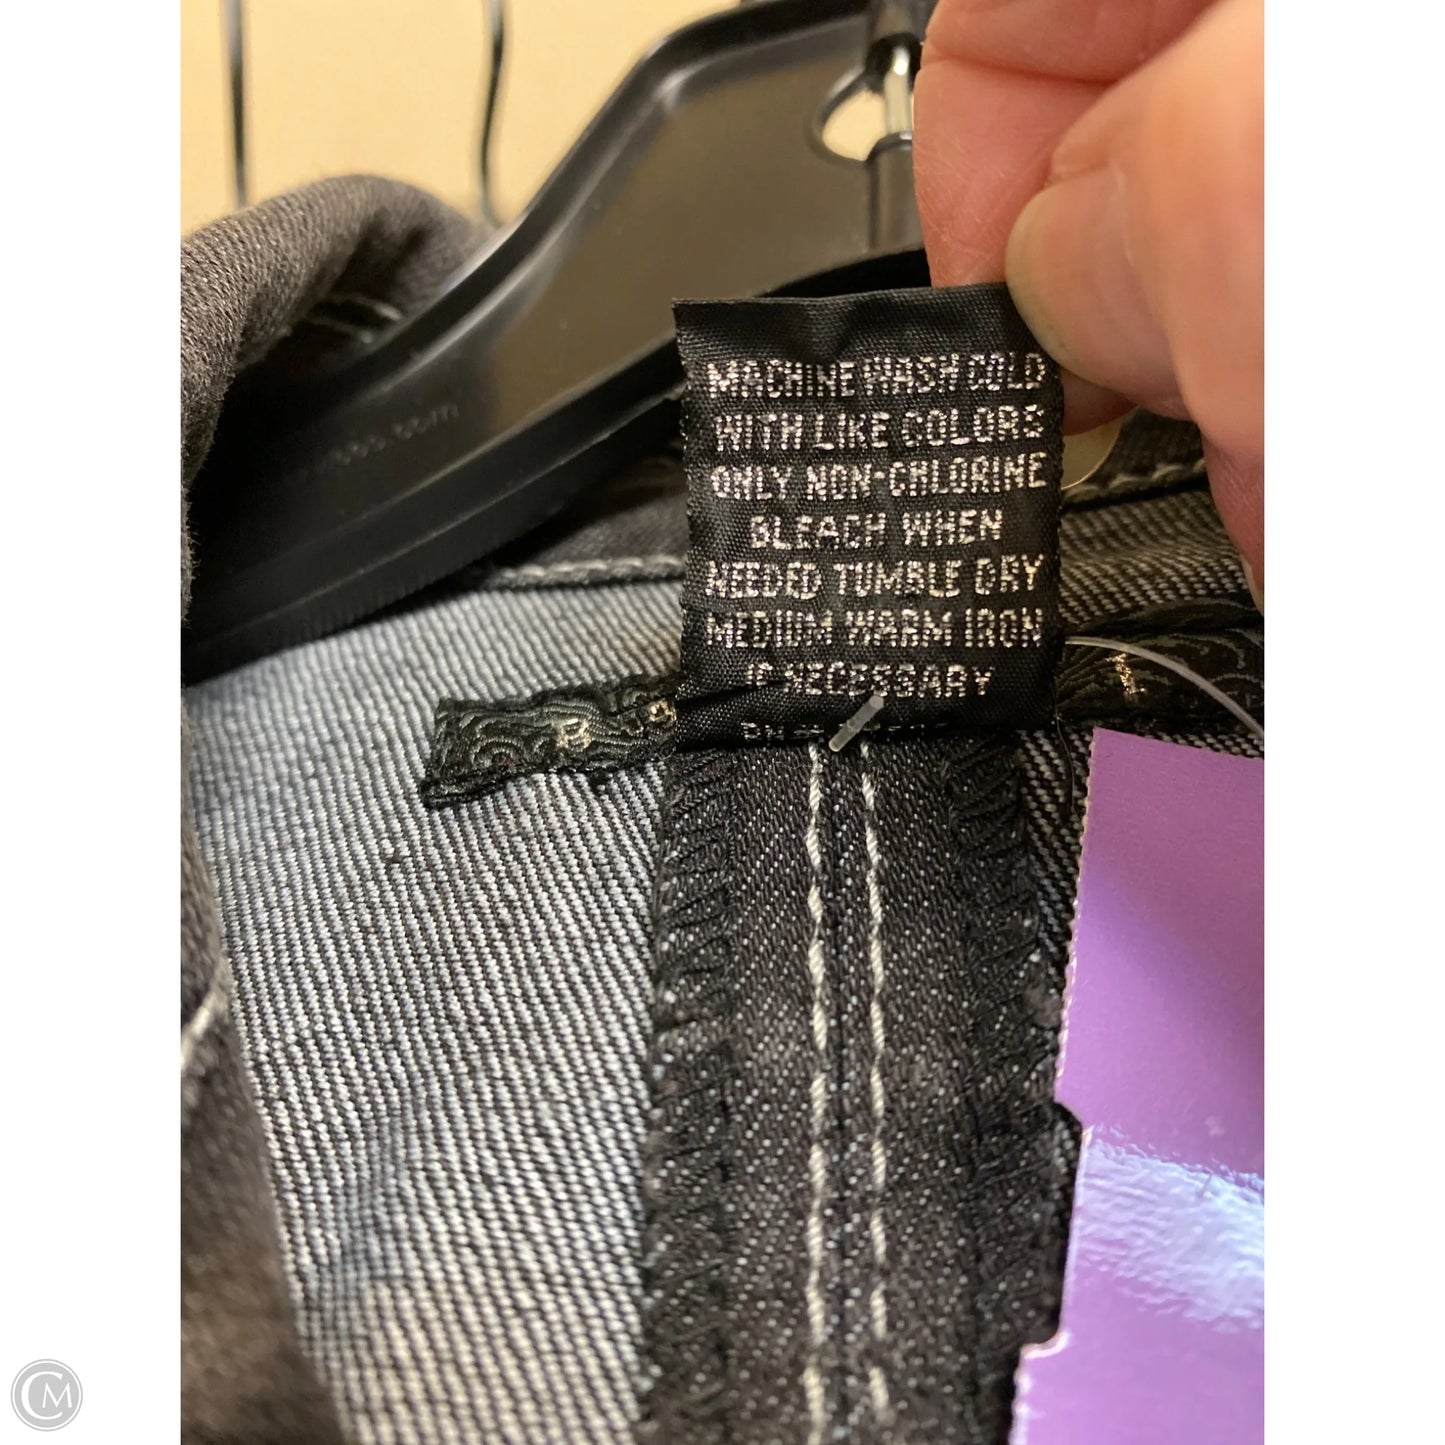 MACHINE WASH COLD
WITH LIKE COLORS
ONLY NON-CHLORINE
BLEACH WHEN
NEEDED TUMBLE DRY
MEDIUM WARM IRON
IF NECESSARY
CM